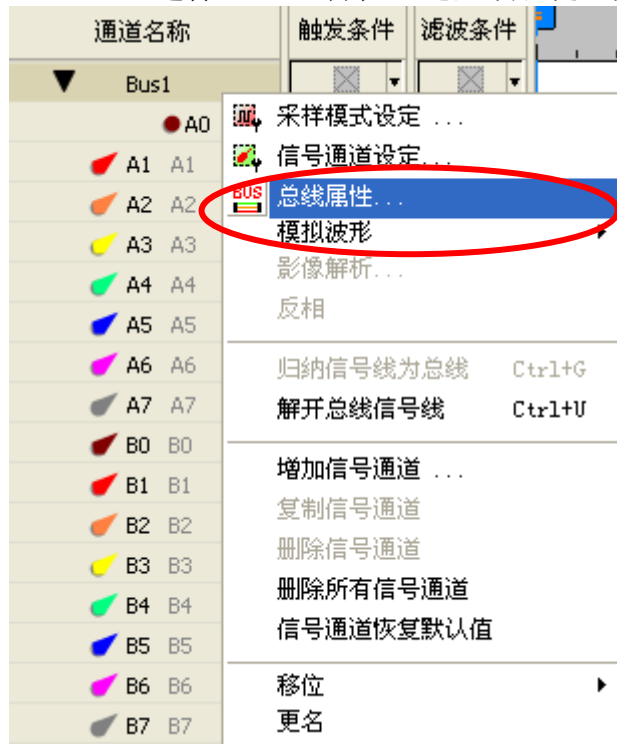 通道名称 触发条件 滤波条件
Bus1
A0 采样模式设定 ...
信号通道设定...
A1 A1
BUS 总线属性...
A2 A2
模拟波形
A3 A3
影像解析...
A4 A4
反相
A5 A5
A6 A6 归纳信号线为总线 Ctrl+G
A7 A7 解开总线信号线 Ctrl+U
B0 B0
增加信号通道 ...
B1 B1
复制信号通道
B2 B2
删除信号通道
B3 B3
删除所有信号通道
B4 B4
信号通道恢复默认值
B5 B5
B6 B6 移位
B7 B7 更名